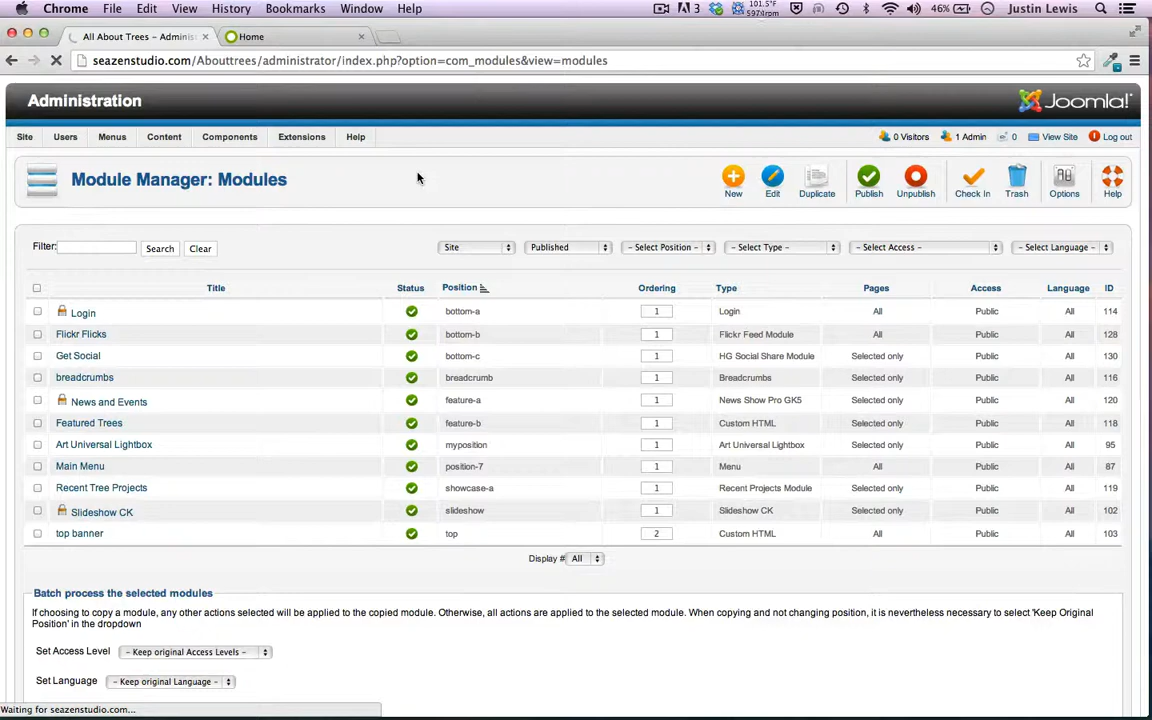 Chrome File Edit View History Bookmarks Window Help 3 101.5°F 46% Justin Lewis
All About Trees – Adminis Home
seazenstudio.com/Abouttrees/administrator/index.php?option=com_modules&view=modules
Administration Joomla!
Site Users Menus Content Components Extensions Help 0 Visitors 1 Admin 0 View Site Log out
Module Manager: Modules New Edit Duplicate Publish Unpublish Check In Trash Options Help
Filter: Search Clear Site Published - Select Position - - Select Type - - Select Access - - Select Language -
Title Status Position Ordering Type Pages Access Language ID
Login bottom-a 1 Login All Public All 114
Flickr Flicks bottom-b 1 Flickr Feed Module All Public All 128
Get Social bottom-c 1 HG Social Share Module Selected only Public All 130
breadcrumbs breadcrumb 1 Breadcrumbs Selected only Public All 116
News and Events feature-a 1 News Show Pro GK5 Selected only Public All 120
Featured Trees feature-b 1 Custom HTML Selected only Public All 118
Art Universal Lightbox myposition 1 Art Universal Lightbox Selected only Public All 95
Main Menu position-7 1 Menu All Public All 87
Recent Tree Projects showcase-a 1 Recent Projects Module Selected only Public All 119
Slideshow CK slideshow 1 Slideshow CK Selected only Public All 102
top banner top 2 Custom HTML All Public All 103
Display # All
Batch process the selected modules
If choosing to copy a module, any other actions selected will be applied to the copied module. Otherwise, all actions are applied to the selected module. When copying and not changing position, it is nevertheless necessary to select 'Keep Original
Position' in the dropdown
Set Access Level - Keep original Access Levels -
Set Language - Keep original Language -
Waiting for seazenstudio.com...